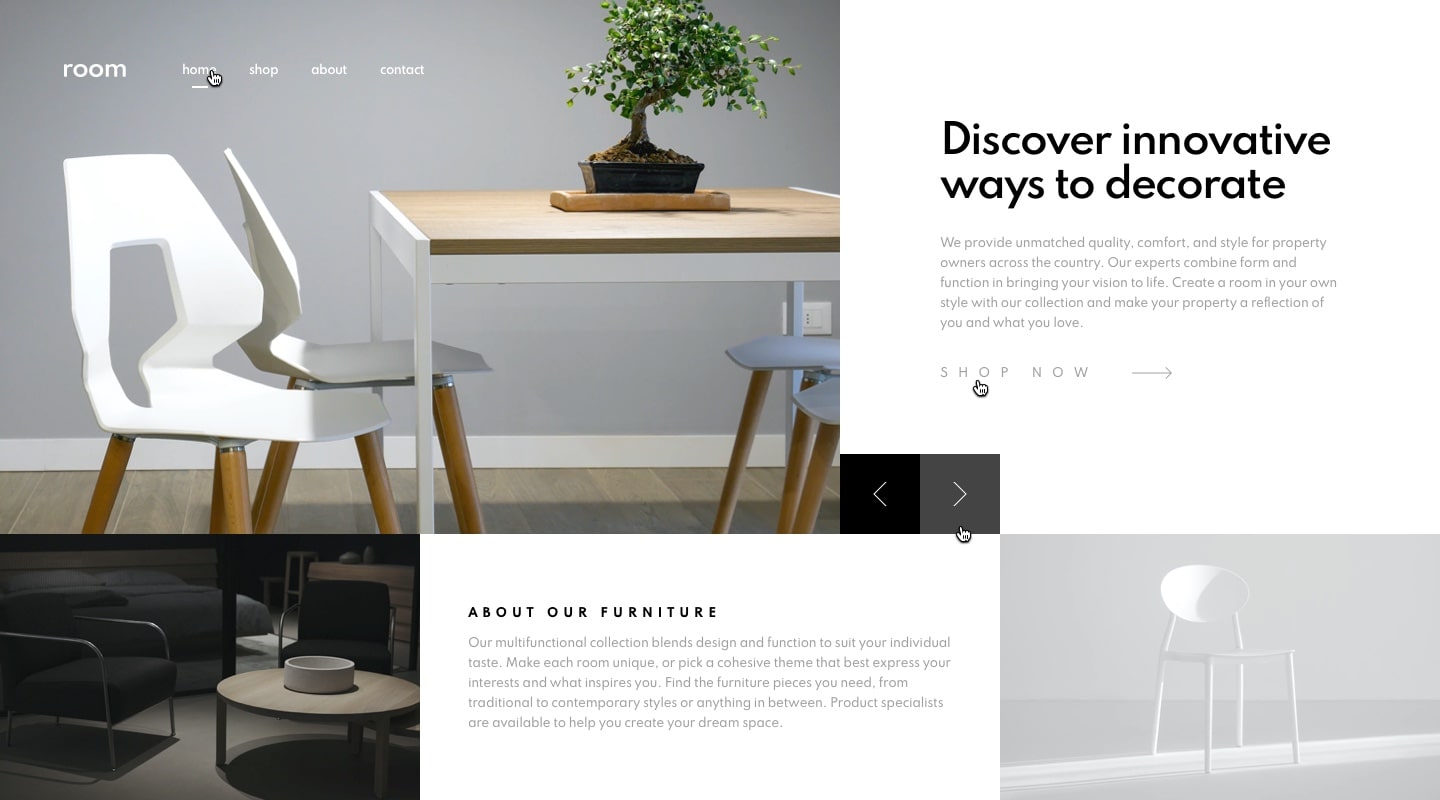 room
home shop about contact
Discover innovative
ways to decorate
We provide unmatched quality, comfort, and style for property
owners across the country. Our experts combine form and
function in bringing your vision to life. Create a room in your own
style with our collection and make your property a reflection of
you and what you love.
SHOP NOW
ABOUT OUR FURNITURE
Our multifunctional collection blends design and function to suit your individual
taste. Make each room unique, or pick a cohesive theme that best express your
interests and what inspires you. Find the furniture pieces you need, from
traditional to contemporary styles or anything in between. Product specialists
are available to help you create your dream space.